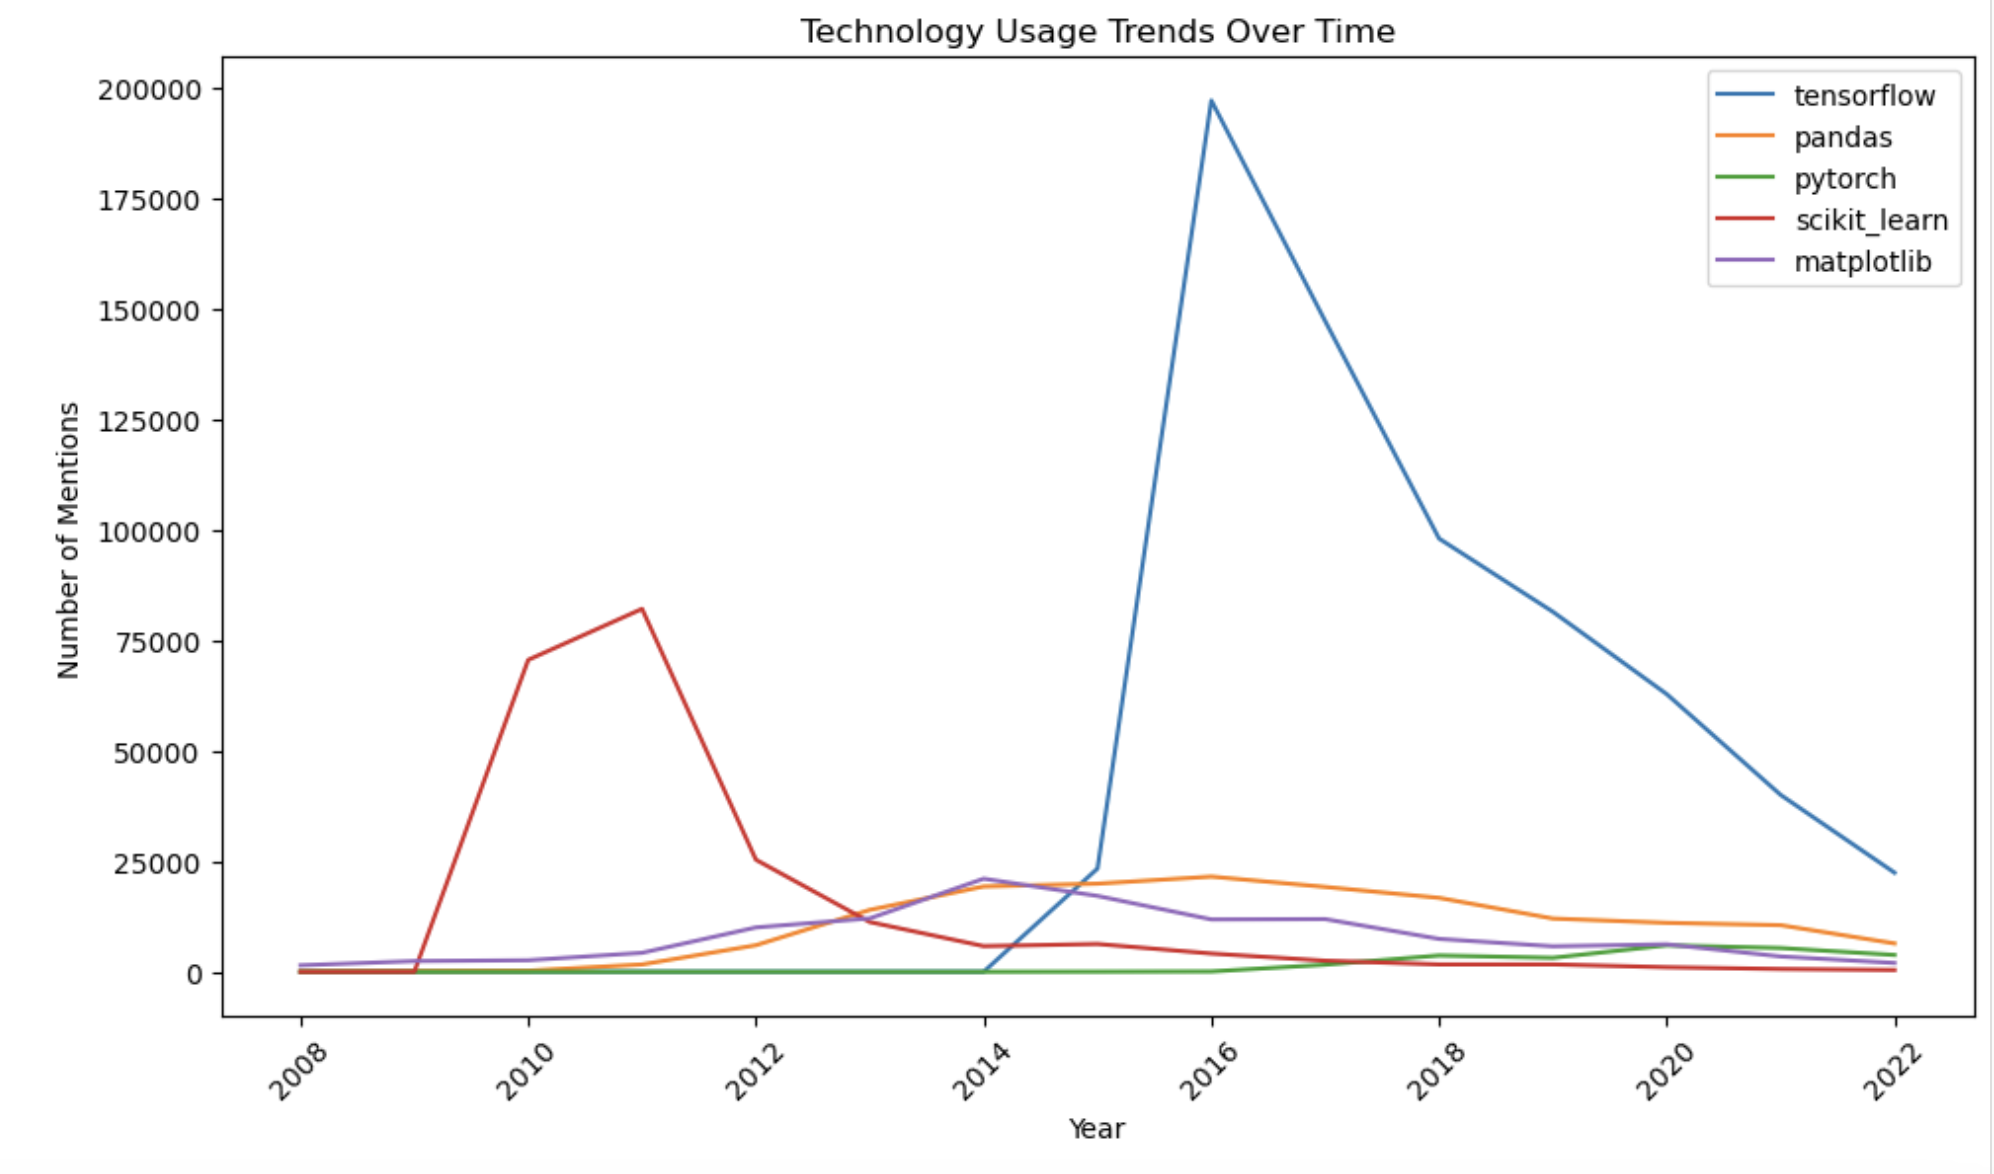 Technology Usage Trends Over Time
200000
175000
150000
125000
100000
75000
50000
25000
0
Number of Mentions
tensorflow
pandas
pytorch
scikit_learn
matplotlib
2008
2010
2012
2014
2016
2018
2020
2022
Year